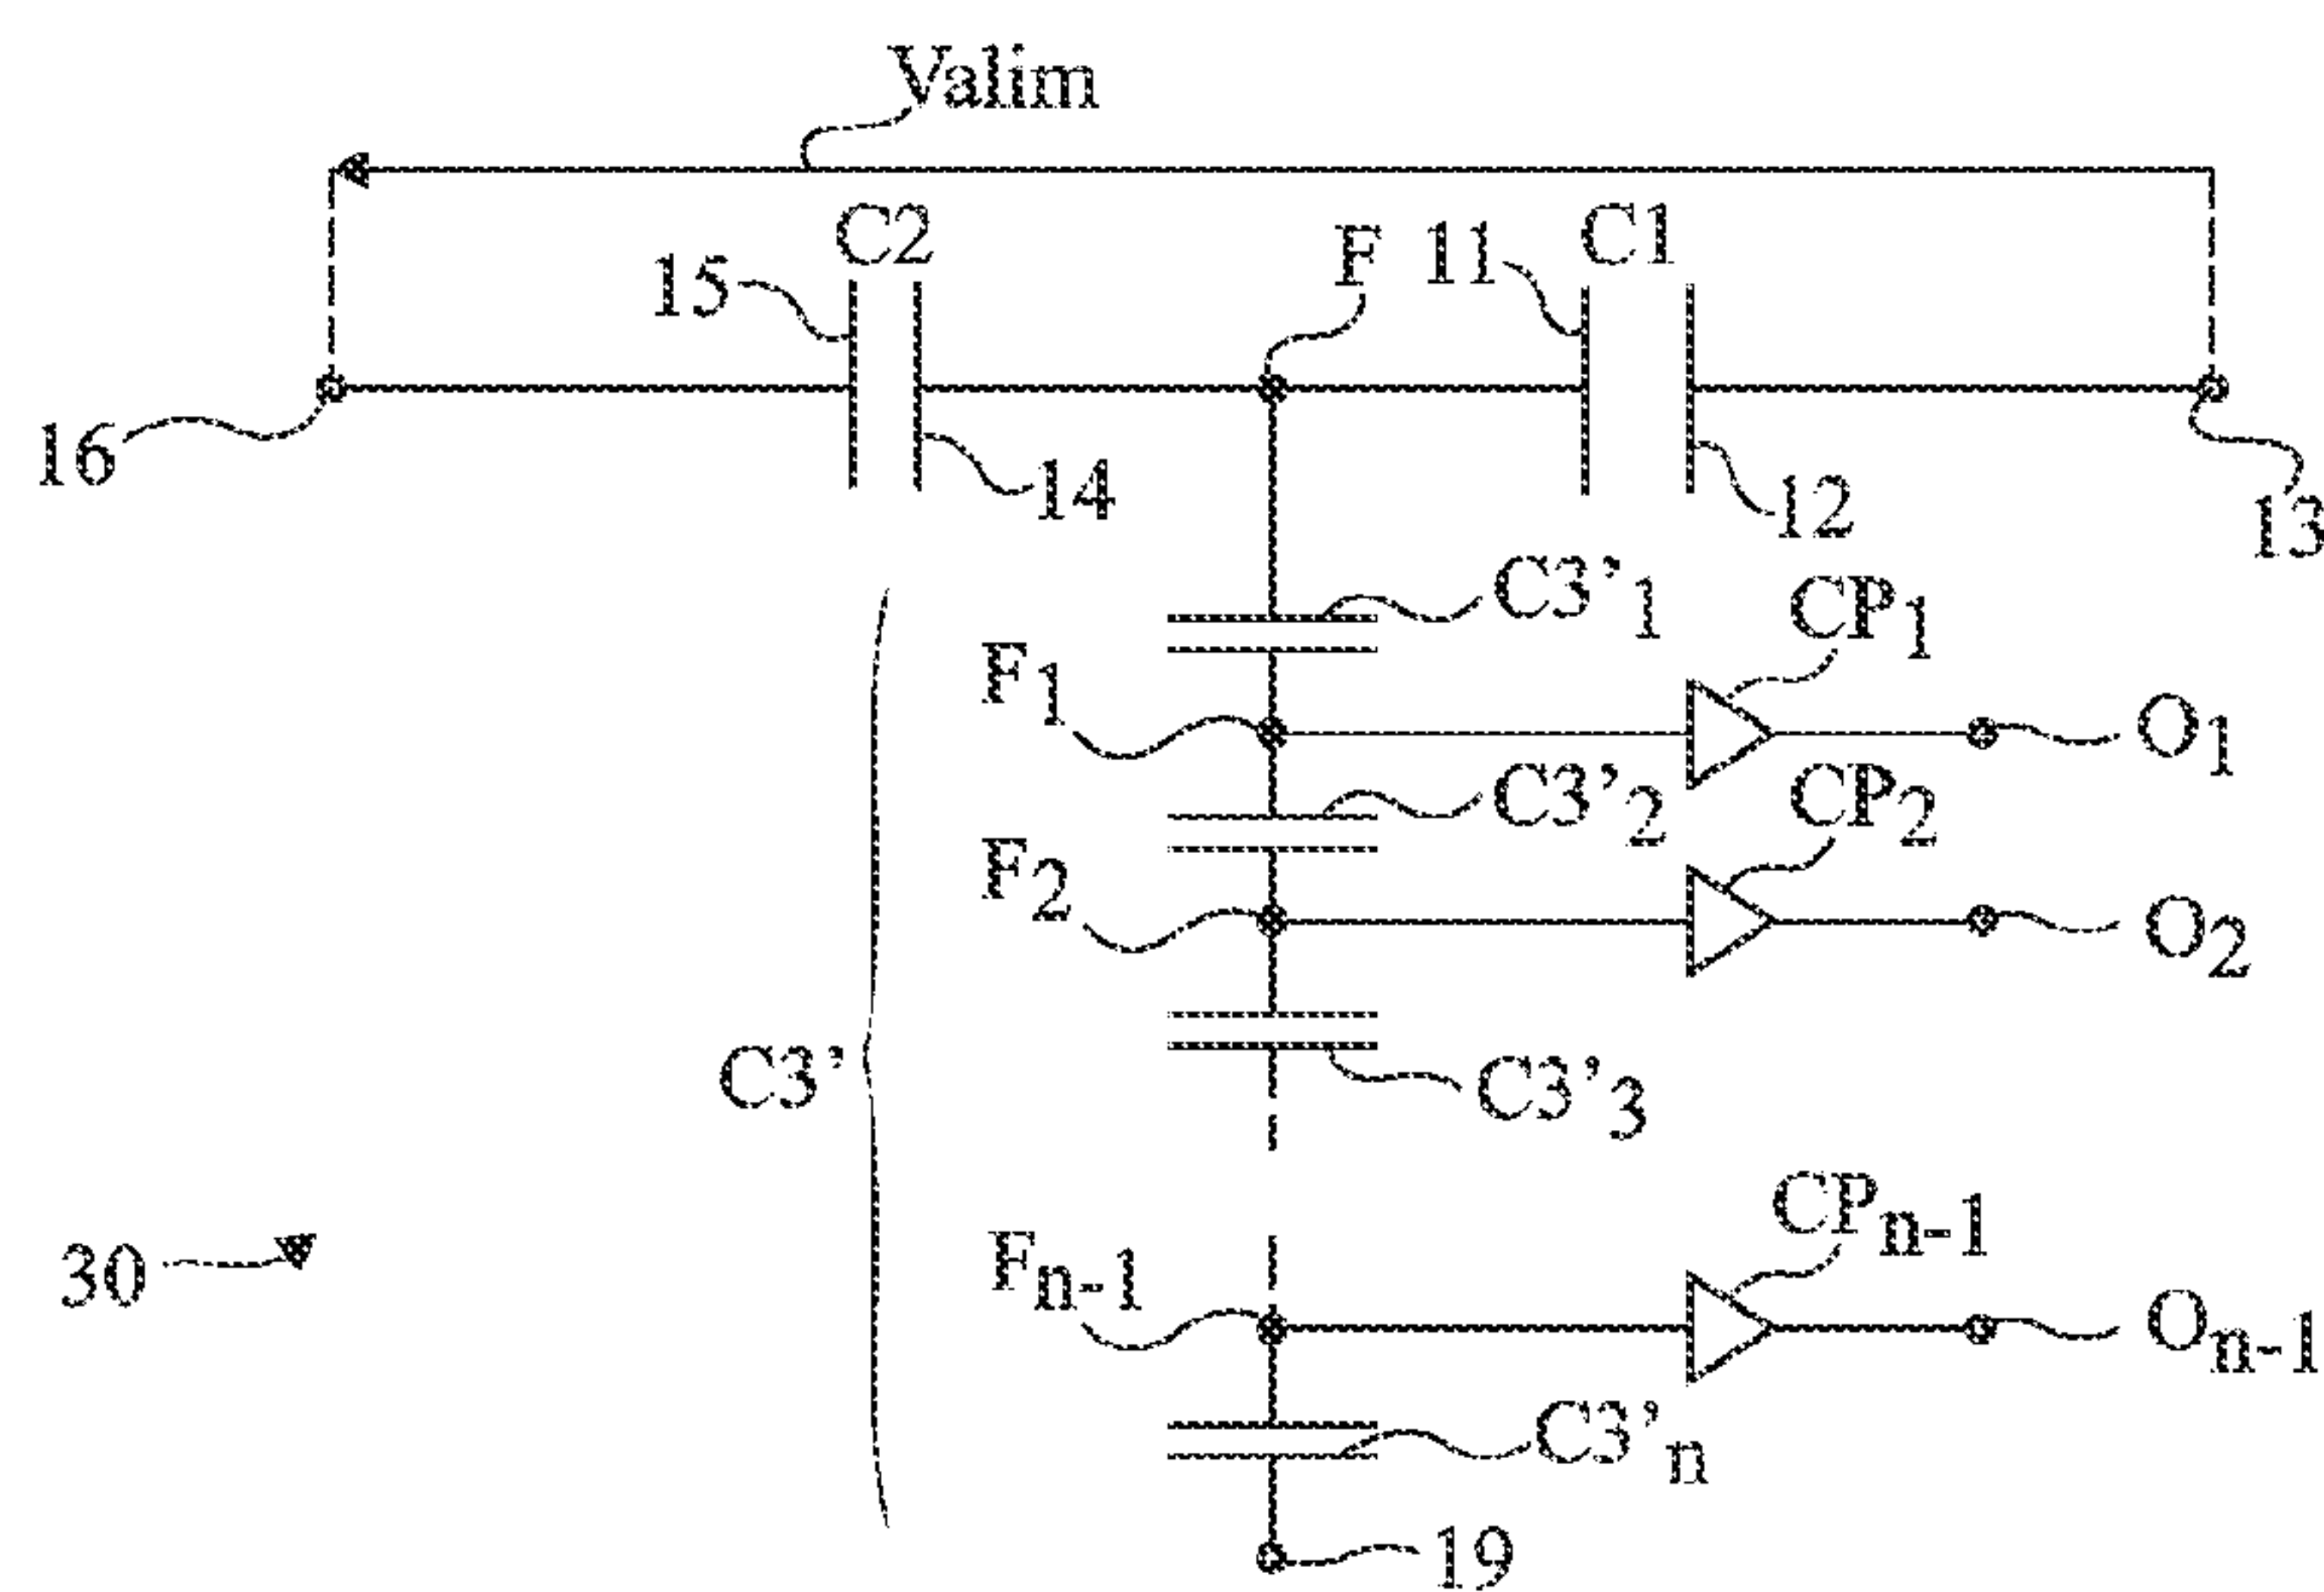 Valim
C2
F
11
C1
15
16
14
12
13
C3'1
CP1
F1
O1
C3'2
CP2
F2
O2
C3'
C3'3
CPn-1
Fn-1
30
On-1
C3'n
19